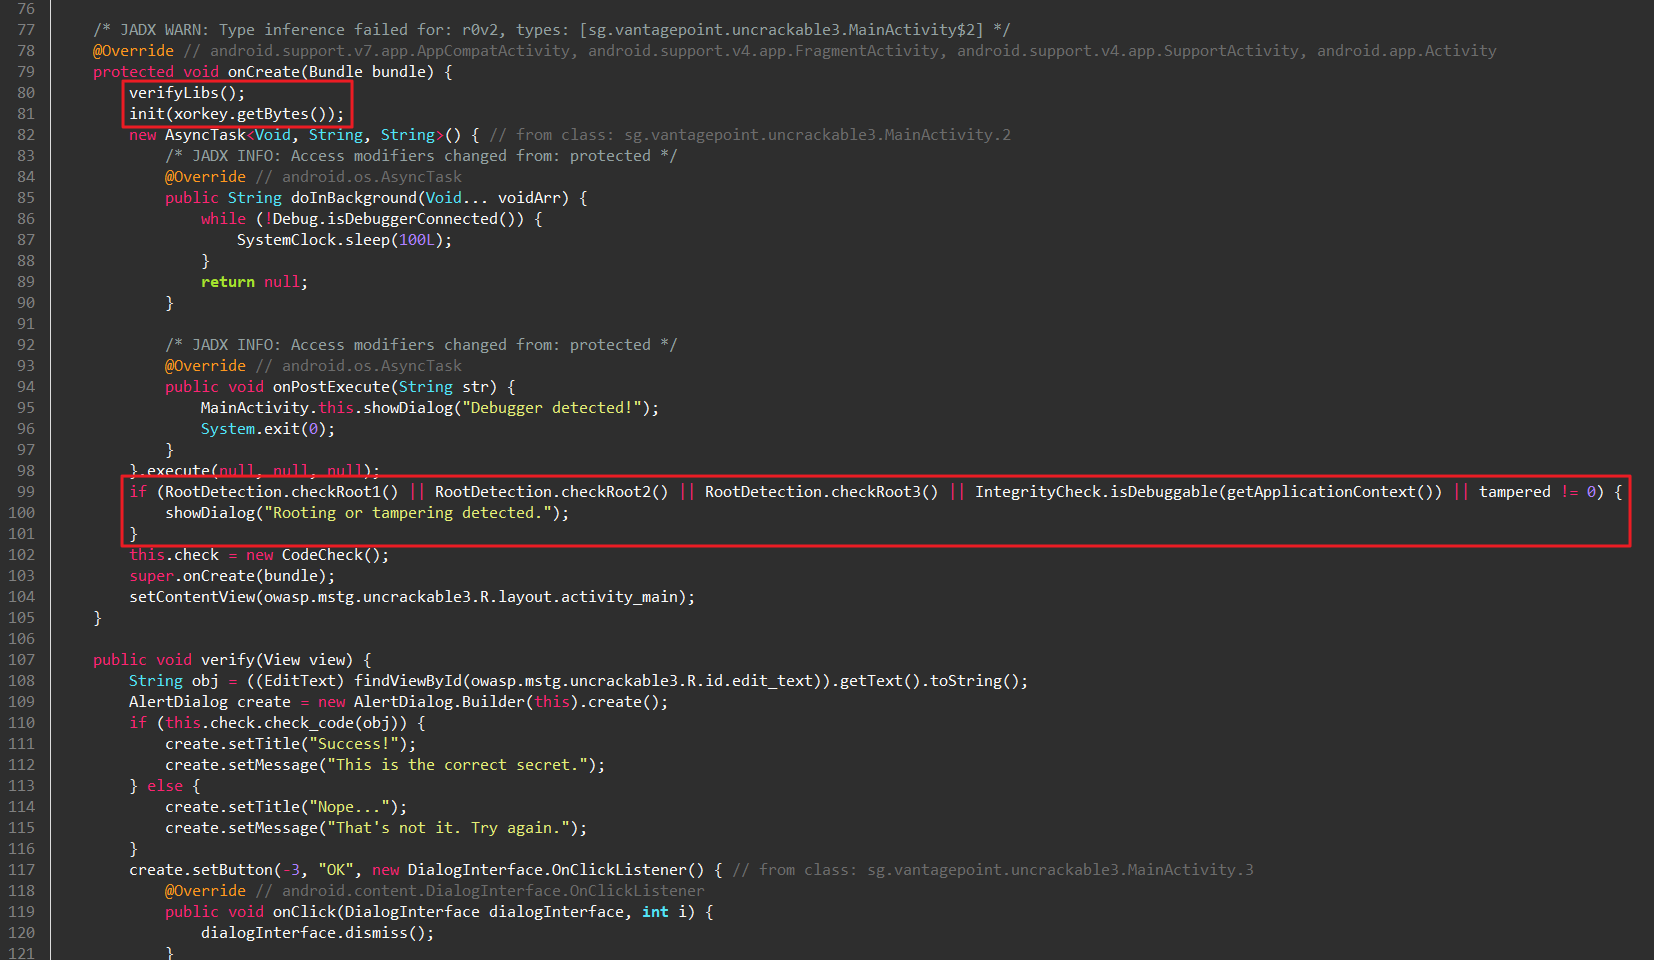 76
77 /* JADX WARN: Type inference failed for: r0v2, types: [sg.vantagepoint.uncrackable3.MainActivity$2] */
78 @Override // android.support.v7.app.AppCompatActivity, android.support.v4.app.FragmentActivity, android.support.v4.app.SupportActivity, android.app.Activity
79 protected void onCreate(Bundle bundle) {
80 verifyLibs();
81 init(xorkey.getBytes());
82 new AsyncTask<Void, String, String>() { // from class: sg.vantagepoint.uncrackable3.MainActivity.2
83 /* JADX INFO: Access modifiers changed from: protected */
84 @Override // android.os.AsyncTask
85 public String doInBackground(Void... voidArr) {
86 while (!Debug.isDebuggerConnected()) {
87 SystemClock.sleep(100L);
88 }
89 return null;
90 }
91
92 /* JADX INFO: Access modifiers changed from: protected */
93 @Override // android.os.AsyncTask
94 public void onPostExecute(String str) {
95 MainActivity.this.showDialog("Debugger detected!");
96 System.exit(0);
97 }
98 }.execute(null, null, null);
99 if (RootDetection.checkRoot1() || RootDetection.checkRoot2() || RootDetection.checkRoot3() || IntegrityCheck.isDebuggable(getApplicationContext()) || tampered != 0) {
100 showDialog("Rooting or tampering detected.");
101 }
102 this.check = new CodeCheck();
103 super.onCreate(bundle);
104 setContentView(owasp.mstg.uncrackable3.R.layout.activity_main);
105 }
106
107 public void verify(View view) {
108 String obj = ((EditText) findViewById(owasp.mstg.uncrackable3.R.id.edit_text)).getText().toString();
109 AlertDialog create = new AlertDialog.Builder(this).create();
110 if (this.check.check_code(obj)) {
111 create.setTitle("Success!");
112 create.setMessage("This is the correct secret.");
113 } else {
114 create.setTitle("Nope...");
115 create.setMessage("That's not it. Try again.");
116 }
117 create.setButton(-3, "OK", new DialogInterface.OnClickListener() { // from class: sg.vantagepoint.uncrackable3.MainActivity.3
118 @Override // android.content.DialogInterface.OnClickListener
119 public void onClick(DialogInterface dialogInterface, int i) {
120 dialogInterface.dismiss();
121 }